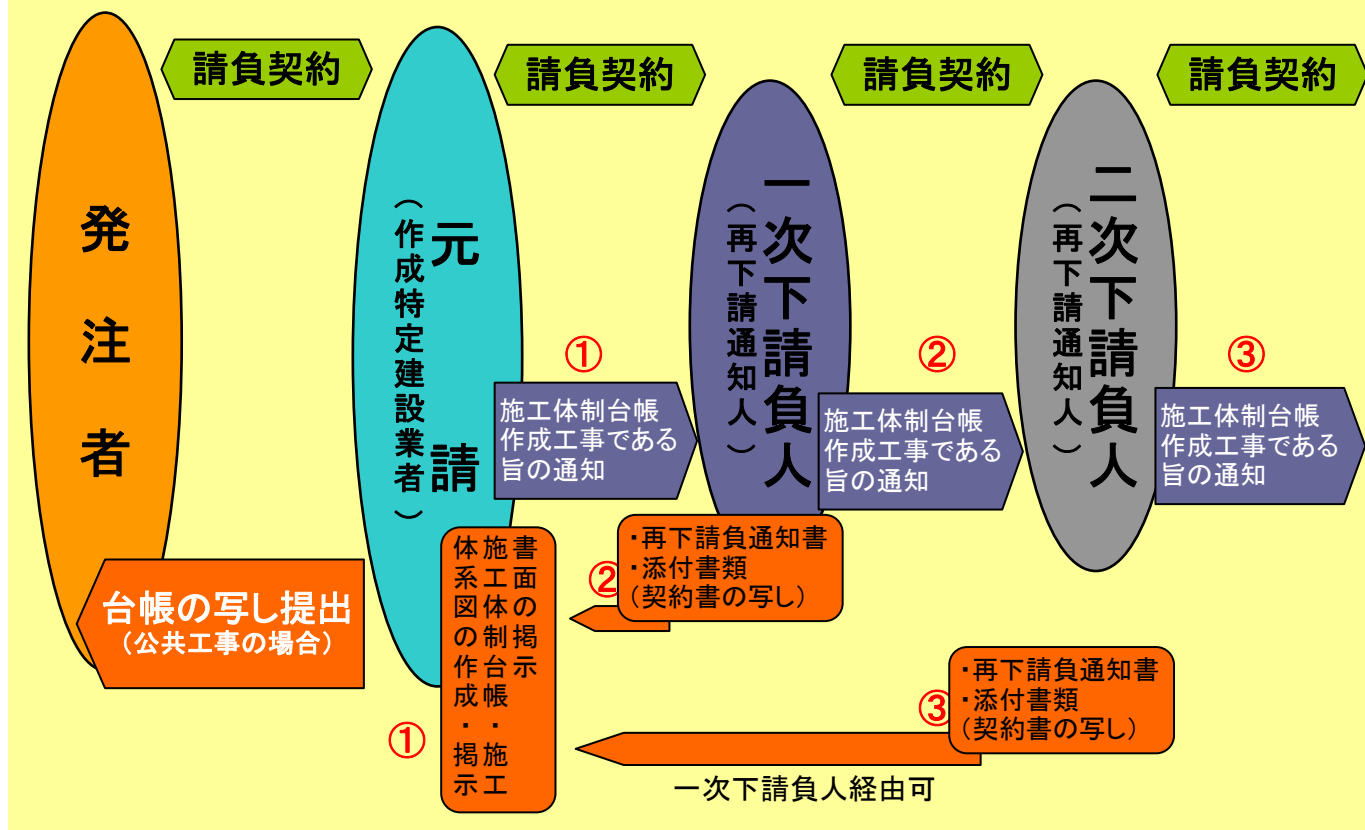 請負契約
請負契約
請負契約
請負契約
発注者
元請
（作成特定建設業者）
一次下請負人
（再下請通知人）
二次下請負人
（再下請通知人）
①
施工体制台帳
作成工事である
旨の通知
②
施工体制台帳
作成工事である
旨の通知
③
施工体制台帳
作成工事である
旨の通知
台帳の写し提出
（公共工事の場合）
①
書面の掲示
施工体制台帳・施工
体系図の作成・掲示
②
・再下請負通知書
・添付書類
（契約書の写し）
③
・再下請負通知書
・添付書類
（契約書の写し）
一次下請負人経由可